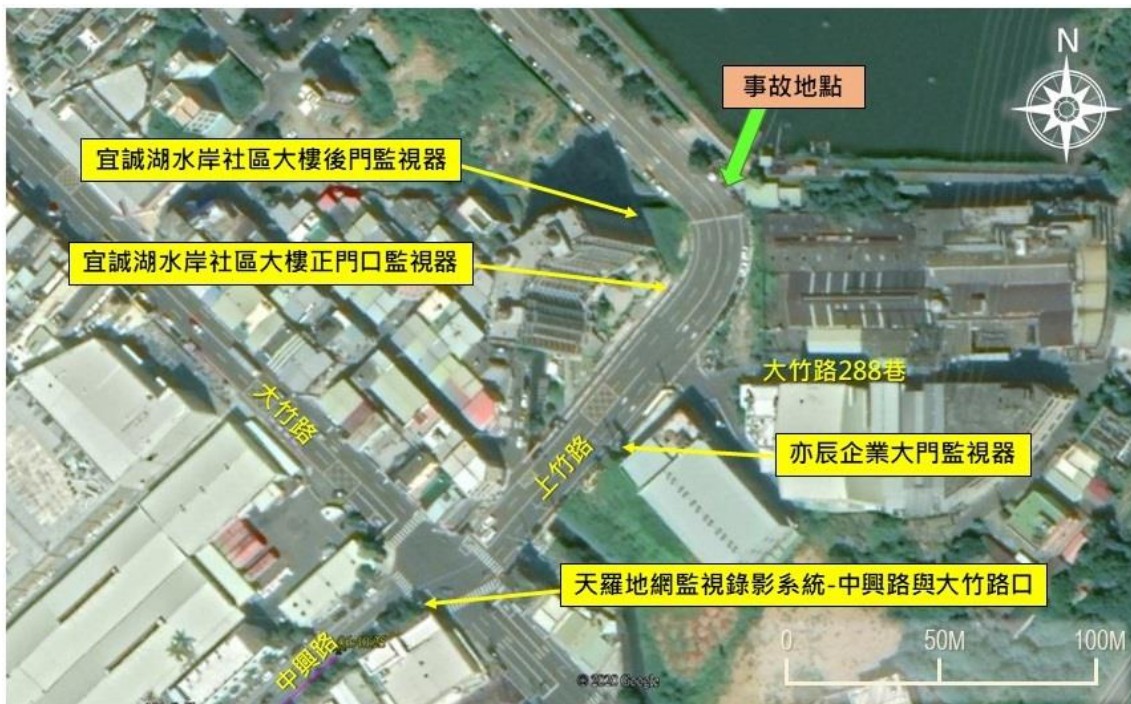 N
事故地點
宜誠湖水岸社區大樓後門監視器
宜誠湖水岸社區大樓正門口監視器
大竹路288巷
大竹路
上竹路
亦辰企業大門監視器
天羅地網監視錄影系統-中興路與大竹路口
中興路
0 50M 100M
© 2020 Google